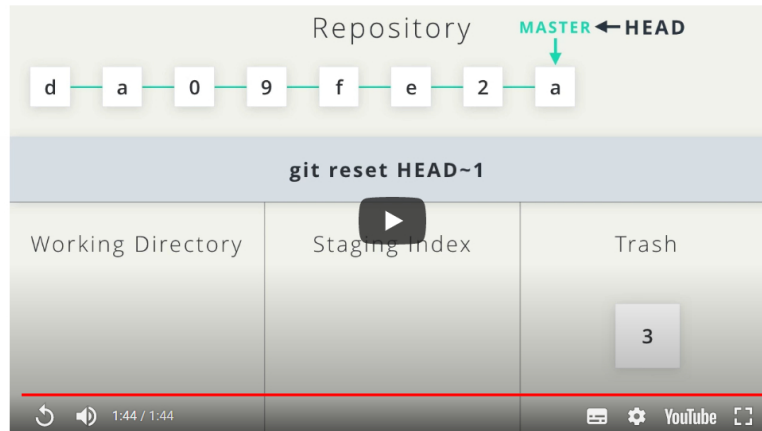 Repository
MASTER HEAD
d a 0 9 f e 2 a
git reset HEAD~1
Working Directory
Staging Index
Trash
3
1:44 / 1:44
YouTube